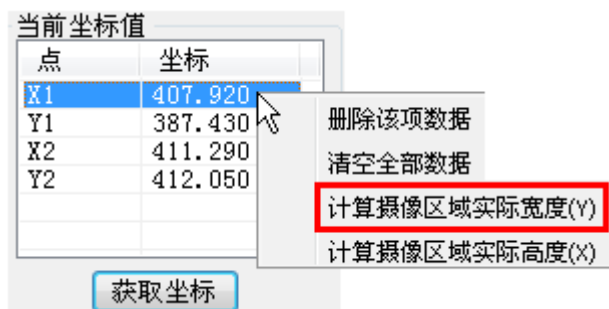 当前坐标值
点 坐标
X1 407.920
Y1 387.430
X2 411.290
Y2 412.050
删除该项数据
清空全部数据
计算摄像区域实际宽度(Y)
计算摄像区域实际高度(X)
获取坐标